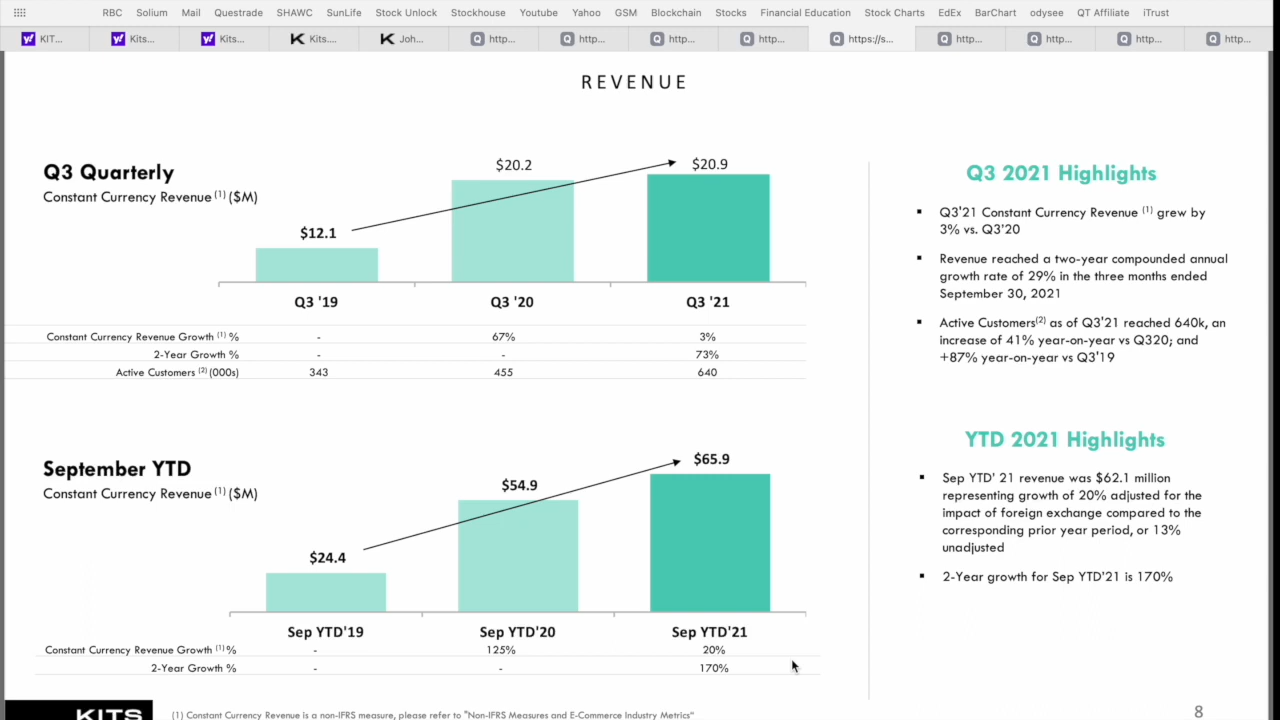 RBC Solium Mail Questrade SHAWC SunLife Stock Unlock Stockhouse Youtube Yahoo GSM Blockchain Stocks Financial Education Stock Charts EdEx BarChart odysee QT Affiliate iTrust
KIT... Kits... Kits... Kits.... Joh... http... http... http... http... https://s... http... http... http... http...
REVENUE
Q3 Quarterly
Constant Currency Revenue (1) ($M)
$12.1
$20.2
$20.9
Q3 '19 Q3 '20 Q3 '21
Constant Currency Revenue Growth (1) % - 67% 3%
2-Year Growth % - - 73%
Active Customers (2) (000s) 343 455 640
Q3 2021 Highlights
▪ Q3'21 Constant Currency Revenue (1) grew by
3% vs. Q3'20
▪ Revenue reached a two-year compounded annual
growth rate of 29% in the three months ended
September 30, 2021
▪ Active Customers(2) as of Q3'21 reached 640k, an
increase of 41% year-on-year vs Q320; and
+87% year-on-year vs Q3'19
September YTD
Constant Currency Revenue (1) ($M)
$24.4
$54.9
$65.9
Sep YTD'19 Sep YTD'20 Sep YTD'21
Constant Currency Revenue Growth (1) % - 125% 20%
2-Year Growth % - - 170%
YTD 2021 Highlights
▪ Sep YTD' 21 revenue was $62.1 million
representing growth of 20% adjusted for the
impact of foreign exchange compared to the
corresponding prior year period, or 13%
unadjusted
▪ 2-Year growth for Sep YTD'21 is 170%
KITS
(1) Constant Currency Revenue is a non-IFRS measure, please refer to "Non-IFRS Measures and E-Commerce Industry Metrics"
8